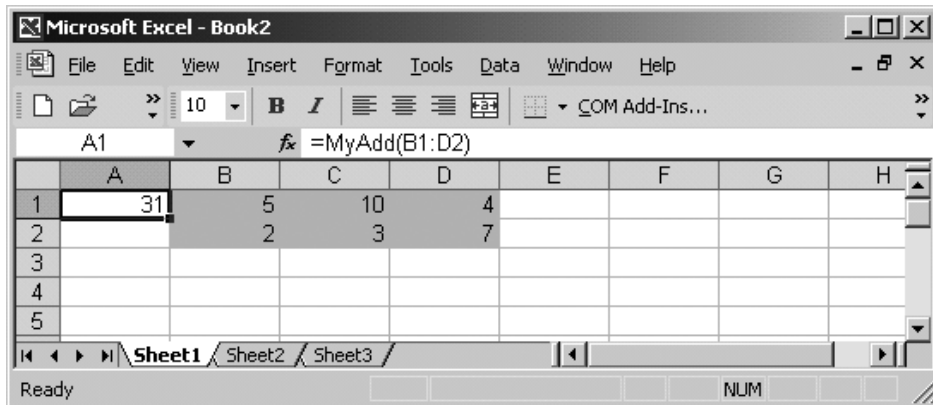 Microsoft Excel - Book2
File Edit View Insert Format Tools Data Window Help
10 B I a COM Add-Ins...
A1 fx =MyAdd(B1:D2)
A B C D E F G H
1 31 5 10 4
2 2 3 7
3
4
5
Sheet1 Sheet2 Sheet3
Ready NUM